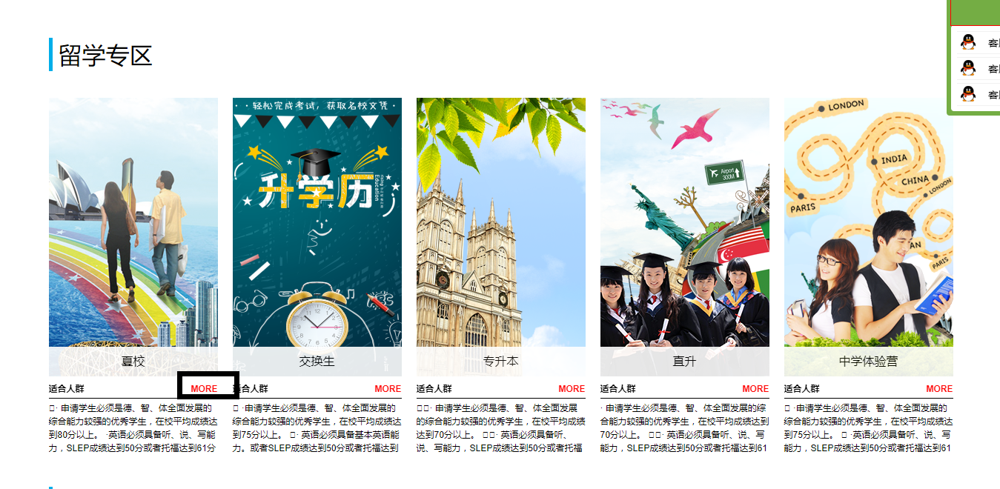 留学专区
客
客
客
· · 轻松完成考试，获取名校文凭 ·
升学历
Education
Airport
300M
LONDON
INDIA
CHINA
LONDON
PARIS
PARIS
夏校
交换生
专升本
直升
中学体验营
适合人群 MORE
· 申请学生必须是德、智、体全面发展的
综合能力较强的优秀学生，在校平均成绩达
到80分以上。 ·英语必须具备听、说、写能
力，SLEP成绩达到50分或者托福达到61分
适合人群 MORE
· 申请学生必须是德、智、体全面发展的
综合能力较强的优秀学生，在校平均成绩达
到75分以上。 · 英语必须具备基本英语能
力。或者SLEP成绩达到50分或者托福达到
适合人群 MORE
· 申请学生必须是德、智、体全面发展
的综合能力较强的优秀学生，在校平均成绩
达到70分以上。 · 英语必须具备听、
说、写能力，SLEP成绩达到50分或者托福
适合人群 MORE
· 申请学生必须是德、智、体全面发展的综
合能力较强的优秀学生，在校平均成绩达到
70分以上。 · 英语必须具备听、说、写
能力，SLEP成绩达到50分或者托福达到61
适合人群 MORE
· 申请学生必须是德、智、体全面发展的
综合能力较强的优秀学生，在校平均成绩达
到75分以上。 ·英语必须具备听、说、写
能力，SLEP成绩达到50分或者托福达到61